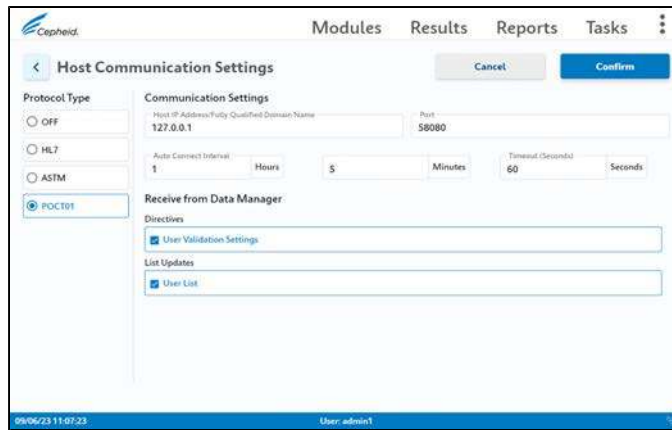 Cepheid.
Modules Results Reports Tasks
Host Communication Settings
Cancel Confirm
Protocol Type
OFF
HL7
ASTM
POCT01
Communication Settings
Host IP Address/Fully Qualified Domain Name Port
127.0.0.1 58080
Auto Connect Interval Timeout (Seconds)
1 Hours 5 Minutes 60 Seconds
Receive from Data Manager
Directives
User Validation Settings
List Updates
User List
09/06/23 11:07:23 User: admin1